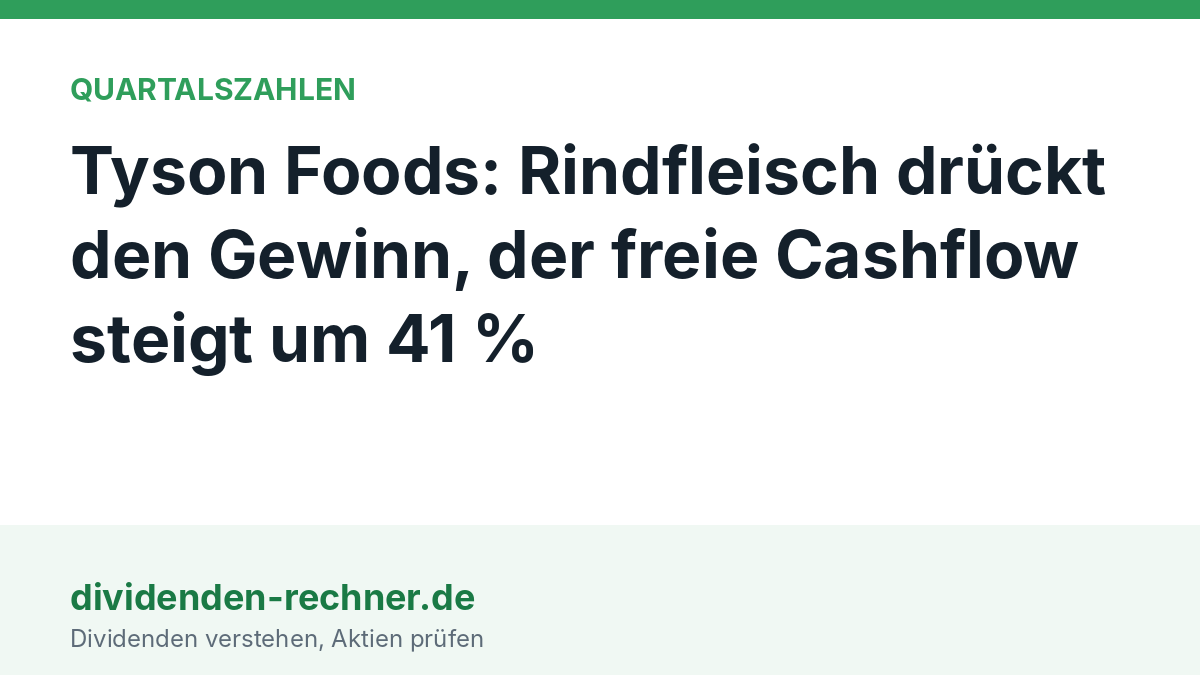 QUARTALSZAHLEN
Tyson Foods: Rindfleisch drückt
den Gewinn, der freie Cashflow
steigt um 41 %
dividenden-rechner.de
Dividenden verstehen, Aktien prüfen